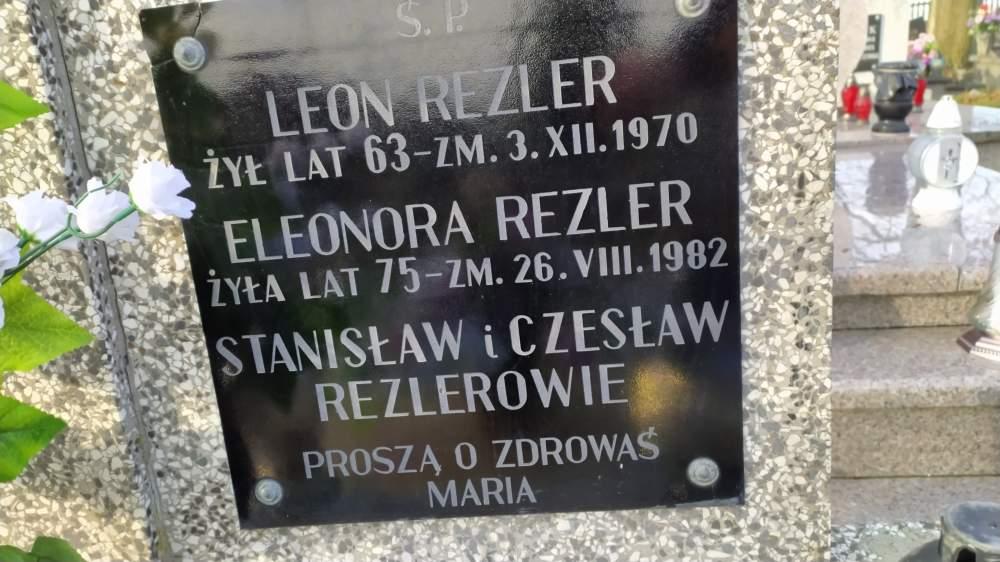 Ś. P.
LEON REZLER
ŻYŁ LAT 63-ZM. 3. XII. 1970
ELEONORA REZLER
ŻYŁA LAT 75-ZM. 26. VIII. 1982
STANISŁAW i CZESŁAW
REZLEROWIE
PROSZĄ O ZDROWAŚ
MARIA